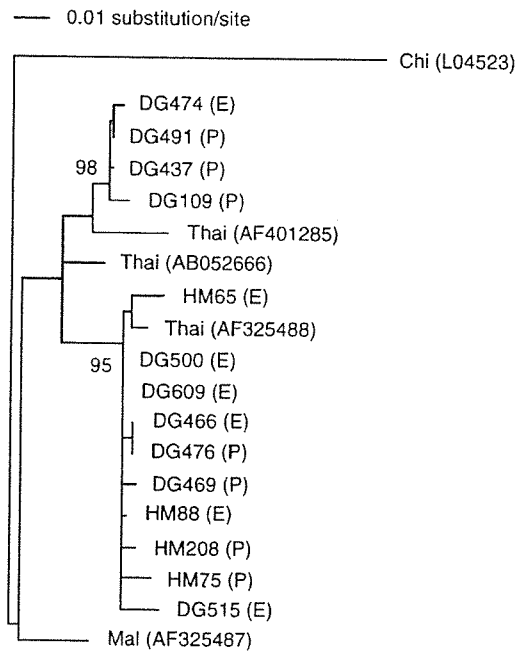 0.01 substitution/site
Chi (L04523)
DG474 (E)
DG491 (P)
98
DG437 (P)
DG109 (P)
Thai (AF401285)
Thai (AB052666)
HM65 (E)
Thai (AF325488)
95
DG500 (E)
DG609 (E)
DG466 (E)
DG476 (P)
DG469 (P)
HM88 (E)
HM208 (P)
HM75 (P)
DG515 (E)
Mal (AF325487)